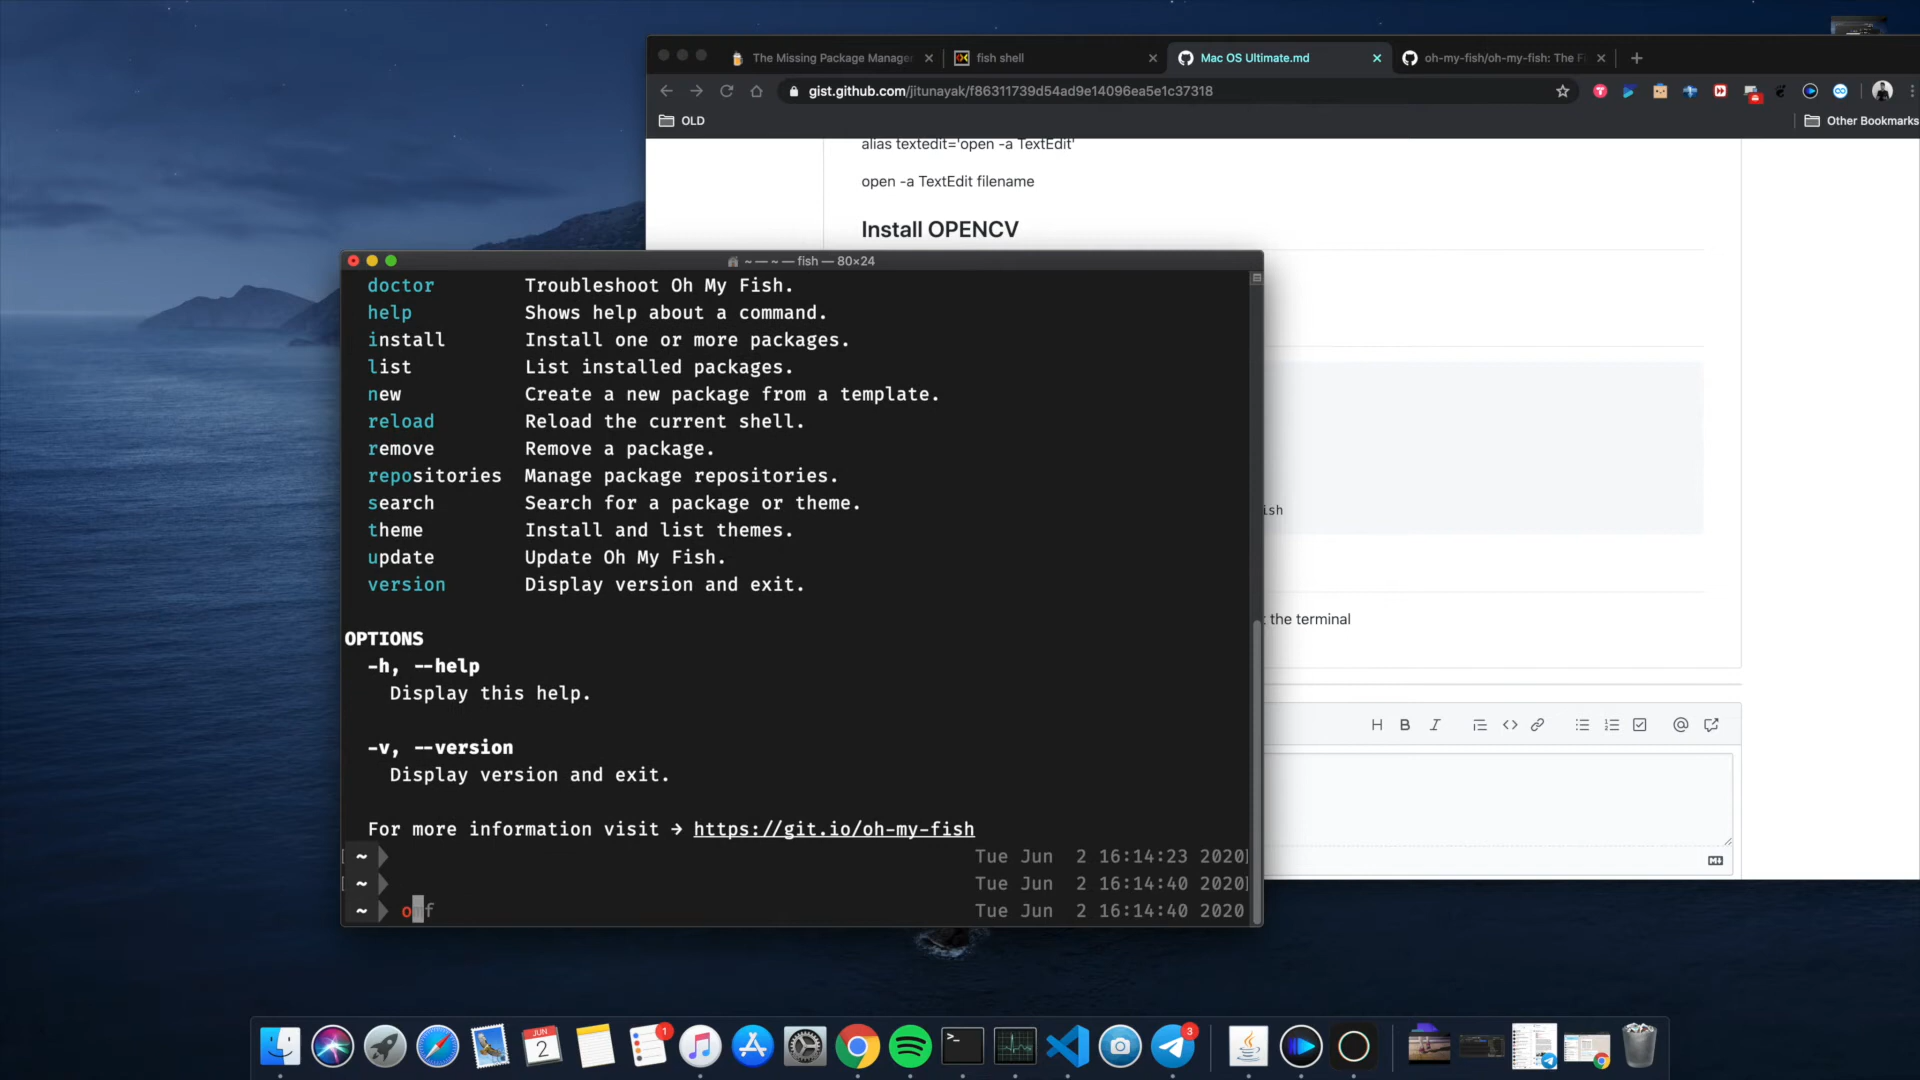 The Missing Package Manager
fish shell
Mac OS Ultimate.md
oh-my-fish/oh-my-fish: The Fi
gist.github.com/jitunayak/f86311739d54ad9e14096ea5e1c37318
OLD
Other Bookmarks
alias textedit='open -a TextEdit'
open -a TextEdit filename
Install OPENCV
ish
the terminal
~ — ~ — fish — 80×24
doctor Troubleshoot Oh My Fish.
help Shows help about a command.
install Install one or more packages.
list List installed packages.
new Create a new package from a template.
reload Reload the current shell.
remove Remove a package.
repositories Manage package repositories.
search Search for a package or theme.
theme Install and list themes.
update Update Oh My Fish.
version Display version and exit.
OPTIONS
-h, --help
Display this help.
-v, --version
Display version and exit.
For more information visit → https://git.io/oh-my-fish
~ Tue Jun 2 16:14:23 2020
~ Tue Jun 2 16:14:40 2020
~ omf Tue Jun 2 16:14:40 2020
JUN
2
1
3